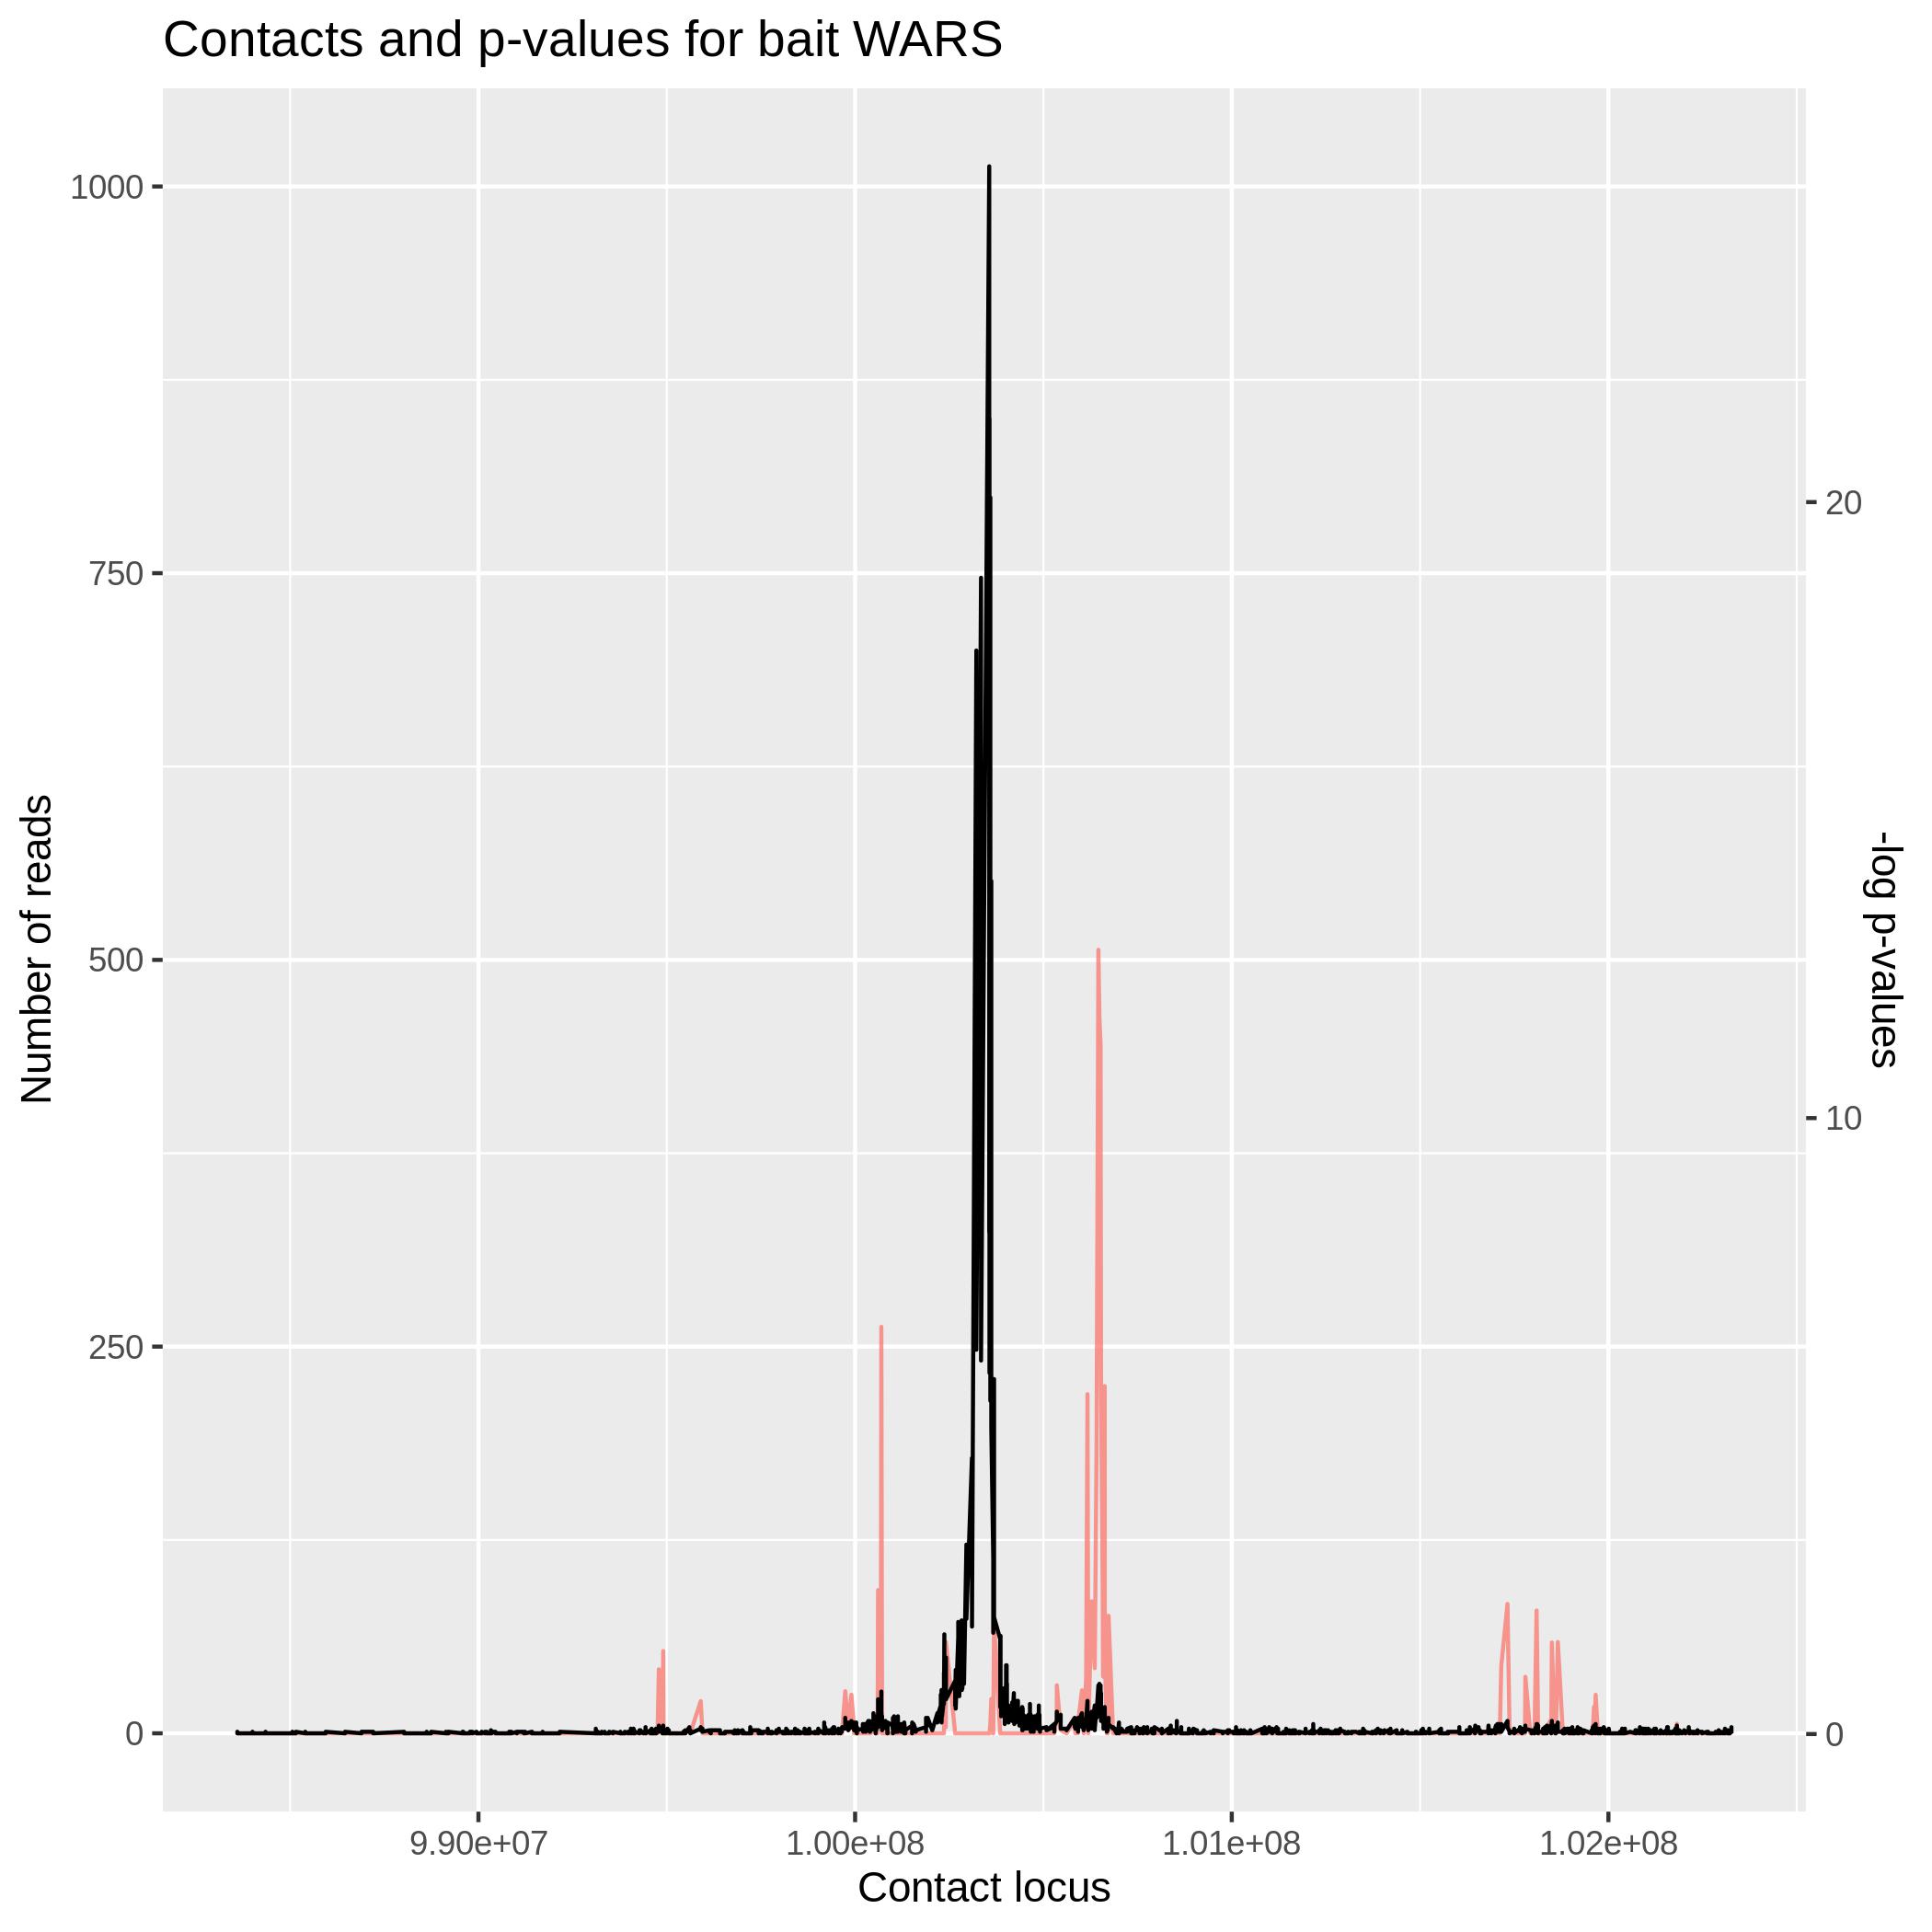 Contacts and p-values for bait WARS
1000
750
500
250
0
Number of reads
20
10
0
-log p-values
9.90e+07
1.00e+08
1.01e+08
1.02e+08
Contact locus